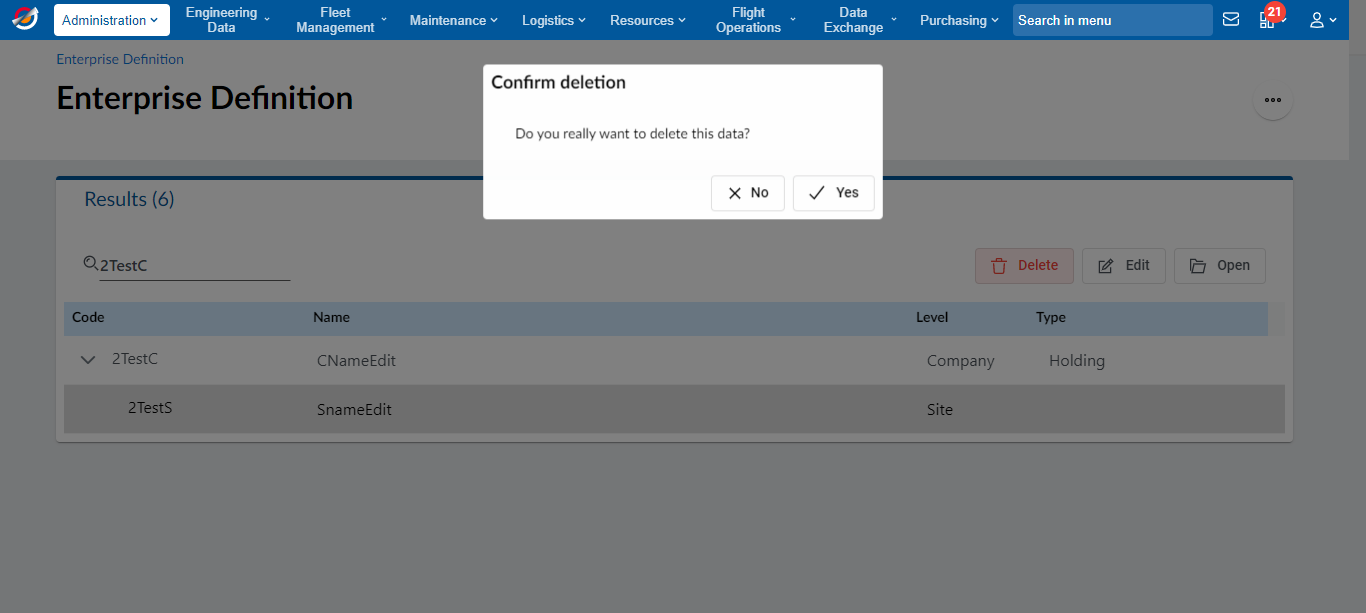 Administration
Engineering
Data
Fleet
Management
Maintenance
Logistics
Resources
Flight
Operations
Data
Exchange
Purchasing
Search in menu
21
Enterprise Definition
Enterprise Definition
Confirm deletion
Do you really want to delete this data?
No
Yes
Results (6)
2TestC
Delete
Edit
Open
Code Name Level Type
2TestC CNameEdit Company Holding
2TestS SnameEdit Site